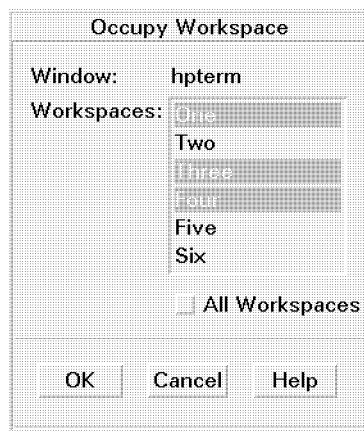 Occupy Workspace
Window: hpterm
Workspaces: One
Two
Three
Four
Five
Six
All Workspaces
OK Cancel Help